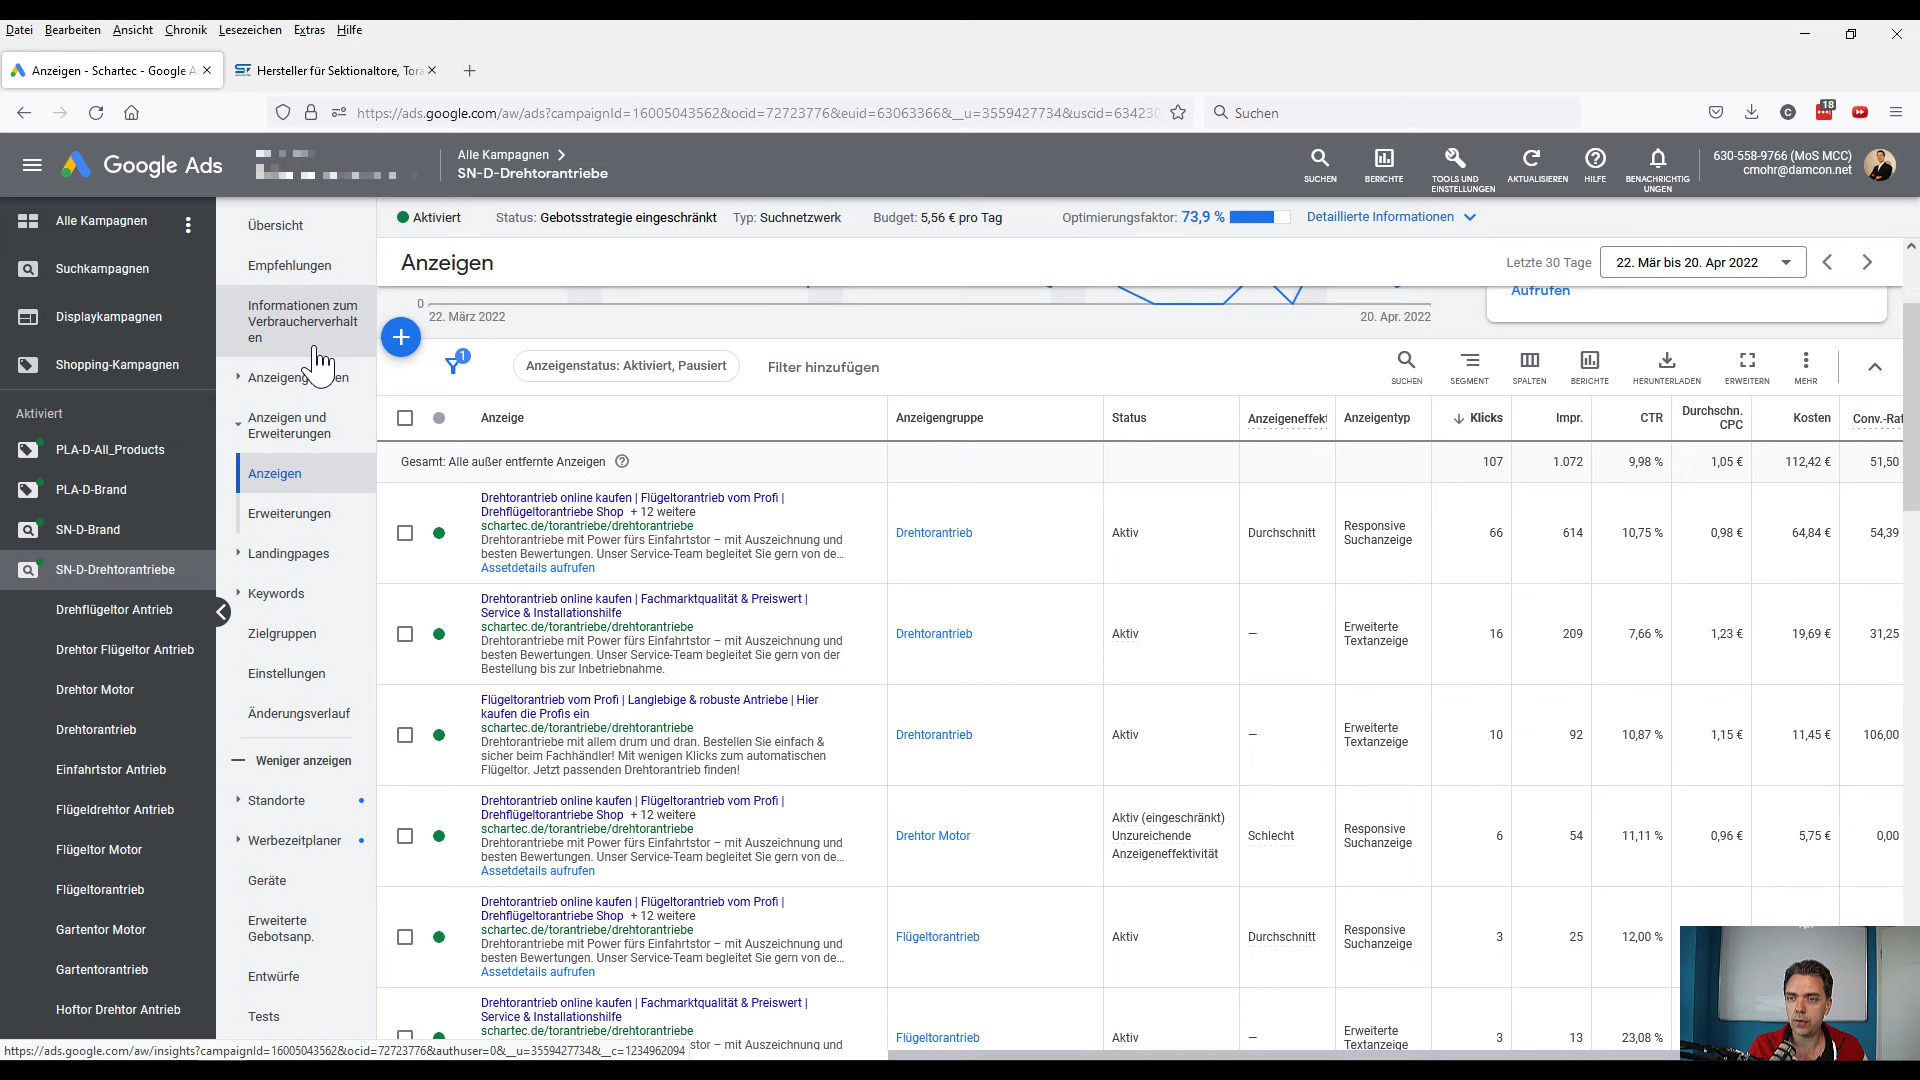 Datei Bearbeiten Ansicht Chronik Lesezeichen Extras Hilfe
Anzeigen - Schartec - Google A
Hersteller für Sektionaltore, Tora
https://ads.google.com/aw/ads?campaignId=16005043562&ocid=72723776&euid=63063366&__u=3559427734&uscid=63423
Suchen
18
Google Ads
Alle Kampagnen
SN-D-Drehtorantriebe
SUCHEN
BERICHTE
TOOLS UND
EINSTELLUNGEN
AKTUALISIEREN
HILFE
BENACHRICHTIG
UNGEN
630-558-9766 (MoS MCC)
cmohr@damcon.net
Alle Kampagnen
Suchkampagnen
Displaykampagnen
Shopping-Kampagnen
Aktiviert
PLA-D-All_Products
PLA-D-Brand
SN-D-Brand
SN-D-Drehtorantriebe
Drehflügeltor Antrieb
Drehtor Flügeltor Antrieb
Drehtor Motor
Drehtorantrieb
Einfahrtstor Antrieb
Flügeldrehtor Antrieb
Flügeltor Motor
Flügeltorantrieb
Gartentor Motor
Gartentorantrieb
Hoftor Drehtor Antrieb
Übersicht
Empfehlungen
Informationen zum
Verbraucherverhalt
en
Anzeigen
Anzeigen und
Erweiterungen
Anzeigen
Erweiterungen
Landingpages
Keywords
Zielgruppen
Einstellungen
Änderungsverlauf
Weniger anzeigen
Standorte
Werbezeitplaner
Geräte
Erweiterte
Gebotsanp.
Entwürfe
Tests
Aktiviert Status: Gebotsstrategie eingeschränkt Typ: Suchnetzwerk Budget: 5,56 € pro Tag Optimierungsfaktor: 73,9 % Detaillierte Informationen
Anzeigen
Letzte 30 Tage 22. Mär bis 20. Apr 2022
0
22. März 2022
20. Apr. 2022
Aufrufen
1
Anzeigenstatus: Aktiviert, Pausiert
Filter hinzufügen
SUCHEN
SEGMENT
SPALTEN
BERICHTE
HERUNTERLADEN
ERWEITERN
MEHR
Anzeige Anzeigengruppe Status Anzeigeneffekt Anzeigentyp Klicks Impr. CTR Durchschn. CPC Kosten Conv.-Rat
Gesamt: Alle außer entfernte Anzeigen 107 1.072 9,98 % 1,05 € 112,42 € 51,50
Drehtorantrieb online kaufen | Flügeltorantrieb vom Profi |
Drehflügeltorantriebe Shop + 12 weitere
schartec.de/torantriebe/drehtorantriebe
Drehtorantriebe mit Power fürs Einfahrtstor – mit Auszeichnung und
besten Bewertungen. Unser Service-Team begleitet Sie gern von de...
Assetdetails aufrufen
Drehtorantrieb
Aktiv
Durchschnitt
Responsive
Suchanzeige
66 614 10,75 % 0,98 € 64,84 € 54,39
Drehtorantrieb online kaufen | Fachmarktqualität & Preiswert |
Service & Installationshilfe
schartec.de/torantriebe/drehtorantriebe
Drehtorantriebe mit Power fürs Einfahrtstor – mit Auszeichnung und
besten Bewertungen. Unser Service-Team begleitet Sie gern von der
Bestellung bis zur Inbetriebnahme.
Drehtorantrieb
Aktiv
—
Erweiterte
Textanzeige
16 209 7,66 % 1,23 € 19,69 € 31,25
Flügeltorantrieb vom Profi | Langlebige & robuste Antriebe | Hier
kaufen die Profis ein
schartec.de/torantriebe/drehtorantriebe
Drehtorantriebe mit allem drum und dran. Bestellen Sie einfach &
sicher beim Fachhändler! Mit wenigen Klicks zum automatischen
Flügeltor. Jetzt passenden Drehtorantrieb finden!
Drehtorantrieb
Aktiv
—
Erweiterte
Textanzeige
10 92 10,87 % 1,15 € 11,45 € 106,00
Drehtorantrieb online kaufen | Flügeltorantrieb vom Profi |
Drehflügeltorantriebe Shop + 12 weitere
schartec.de/torantriebe/drehtorantriebe
Drehtorantriebe mit Power fürs Einfahrtstor – mit Auszeichnung und
besten Bewertungen. Unser Service-Team begleitet Sie gern von de...
Assetdetails aufrufen
Drehtor Motor
Aktiv (eingeschränkt)
Unzureichende
Anzeigeneffektivität
Schlecht
Responsive
Suchanzeige
6 54 11,11 % 0,96 € 5,75 € 0,00
Drehtorantrieb online kaufen | Flügeltorantrieb vom Profi |
Drehflügeltorantriebe Shop + 12 weitere
schartec.de/torantriebe/drehtorantriebe
Drehtorantriebe mit Power fürs Einfahrtstor – mit Auszeichnung und
besten Bewertungen. Unser Service-Team begleitet Sie gern von de...
Assetdetails aufrufen
Flügeltorantrieb
Aktiv
Durchschnitt
Responsive
Suchanzeige
3 25 12,00 %
Drehtorantrieb online kaufen | Fachmarktqualität & Preiswert |
Service & Installationshilfe
schartec.de/torantriebe/drehtorantriebe
stor – mit Auszeichnung und
Flügeltorantrieb
Aktiv
—
Erweiterte
Textanzeige
3 13 23,08 %
https://ads.google.com/aw/insights?campaignId=16005043562&ocid=72723776&authuser=0&__u=3559427734&__c=1234962094